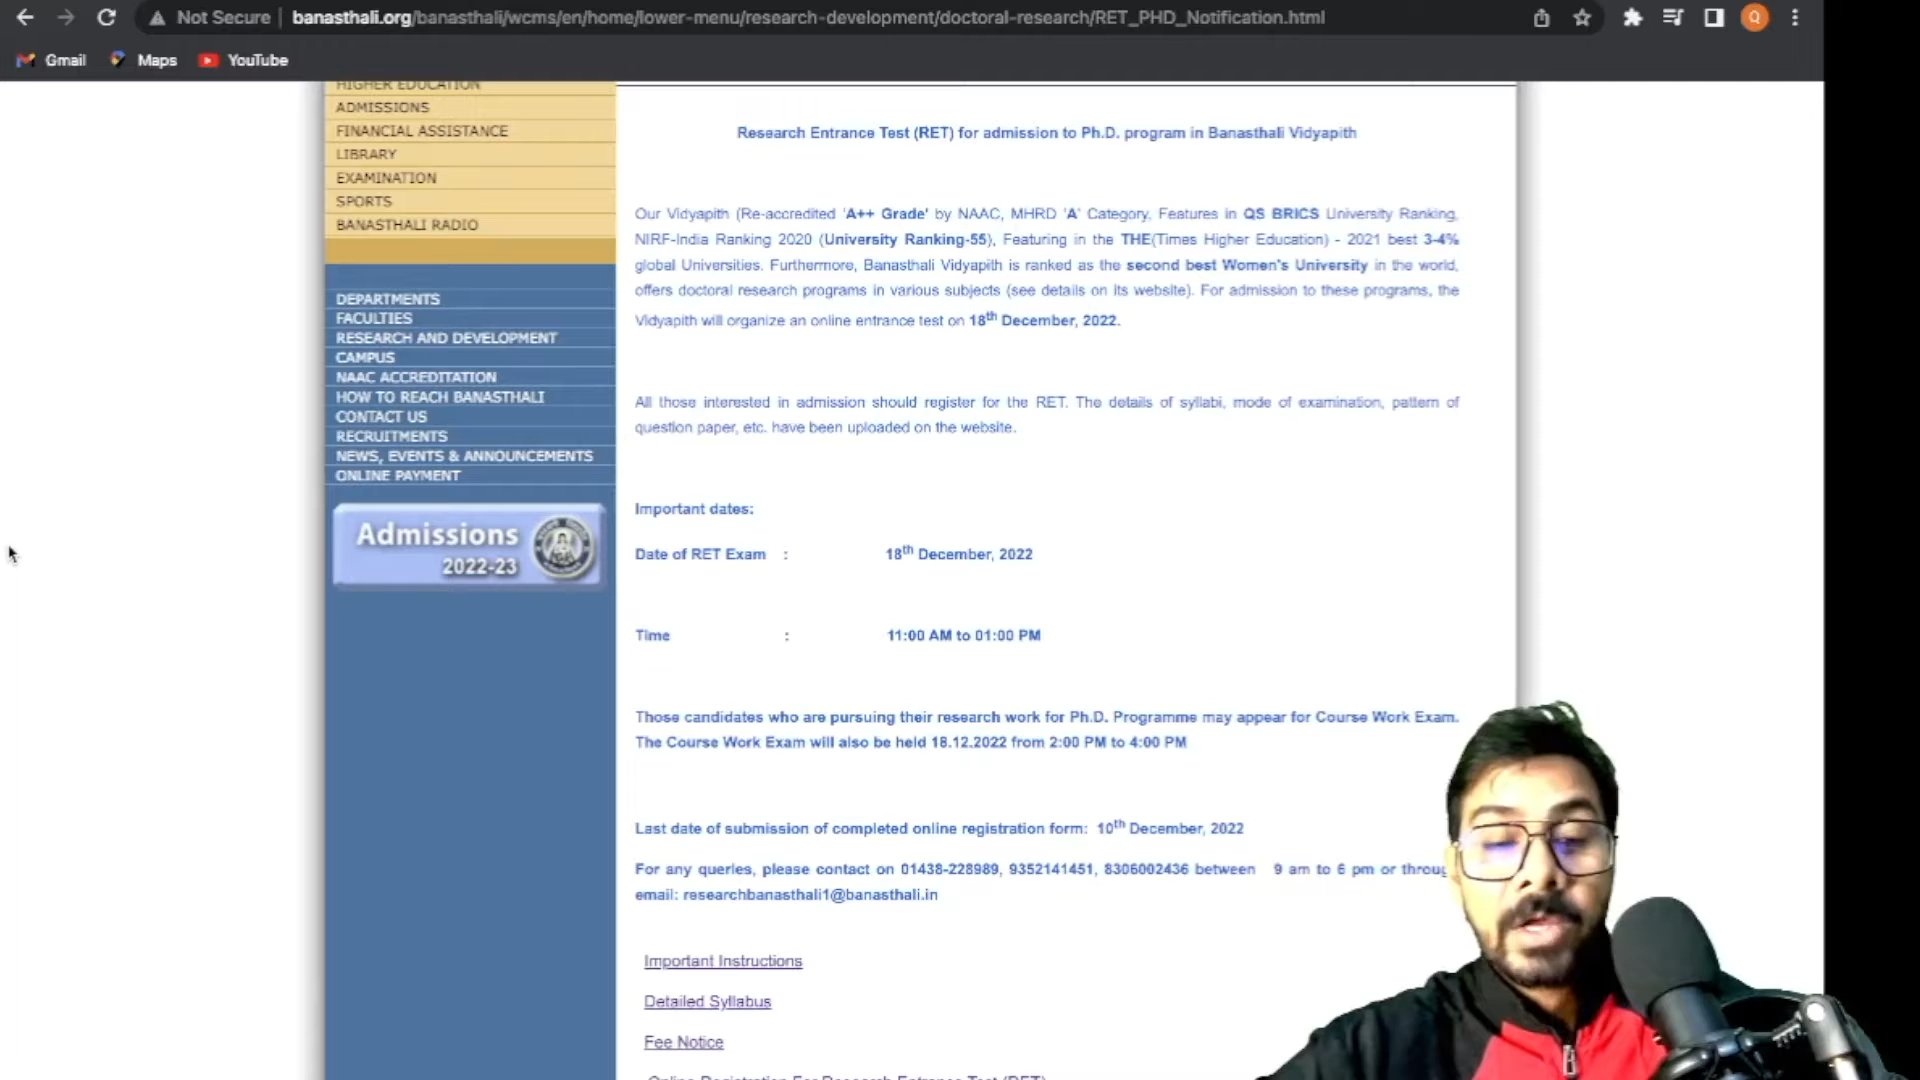 Not Secure banasthali.org/banasthali/wcms/en/home/lower-menu/research-development/doctoral-research/RET_PHD_Notification.html
Q
Gmail Maps YouTube
HIGHER EDUCATION
ADMISSIONS
FINANCIAL ASSISTANCE
LIBRARY
EXAMINATION
SPORTS
BANASTHALI RADIO
DEPARTMENTS
FACULTIES
RESEARCH AND DEVELOPMENT
CAMPUS
NAAC ACCREDITATION
HOW TO REACH BANASTHALI
CONTACT US
RECRUITMENTS
NEWS, EVENTS & ANNOUNCEMENTS
ONLINE PAYMENT
Admissions
2022-23
Research Entrance Test (RET) for admission to Ph.D. program in Banasthali Vidyapith
Our Vidyapith (Re-accredited 'A++ Grade' by NAAC, MHRD 'A' Category, Features in QS BRICS University Ranking,
NIRF-India Ranking 2020 (University Ranking-55), Featuring in the THE(Times Higher Education) - 2021 best 3-4%
global Universities. Furthermore, Banasthali Vidyapith is ranked as the second best Women's University in the world,
offers doctoral research programs in various subjects (see details on its website). For admission to these programs, the
Vidyapith will organize an online entrance test on 18th December, 2022.
All those interested in admission should register for the RET. The details of syllabi, mode of examination, pattern of
question paper, etc. have been uploaded on the website.
Important dates:
Date of RET Exam : 18th December, 2022
Time : 11:00 AM to 01:00 PM
Those candidates who are pursuing their research work for Ph.D. Programme may appear for Course Work Exam.
The Course Work Exam will also be held 18.12.2022 from 2:00 PM to 4:00 PM
Last date of submission of completed online registration form: 10th December, 2022
For any queries, please contact on 01438-228989, 9352141451, 8306002436 between 9 am to 6 pm or throug
email: researchbanasthali1@banasthali.in
Important Instructions
Detailed Syllabus
Fee Notice
Online Registration For Research Entrance Test (RET)